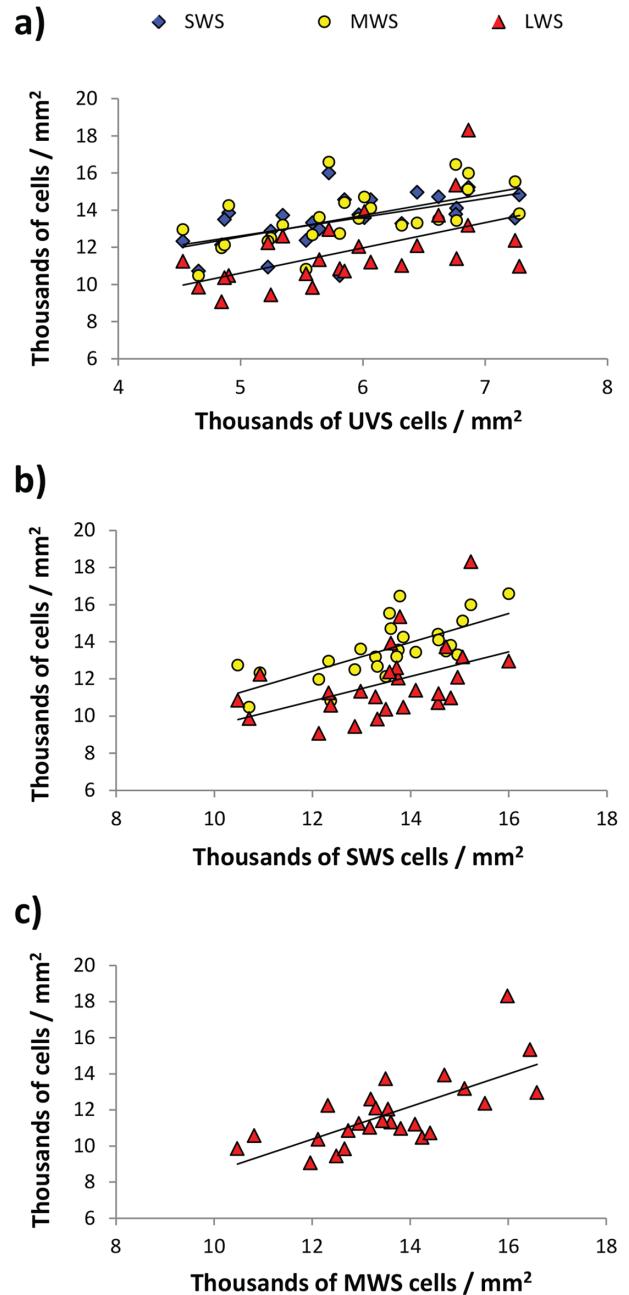 a) SWS MWS LWS
20
18
16
14
12
10
8
6
Thousands of cells / mm²
4 5 6 7 8
Thousands of UVS cells / mm²
b)
20
18
16
14
12
10
8
6
Thousands of cells / mm²
8 10 12 14 16 18
Thousands of SWS cells / mm²
c)
20
18
16
14
12
10
8
6
Thousands of cells / mm²
8 10 12 14 16 18
Thousands of MWS cells / mm²